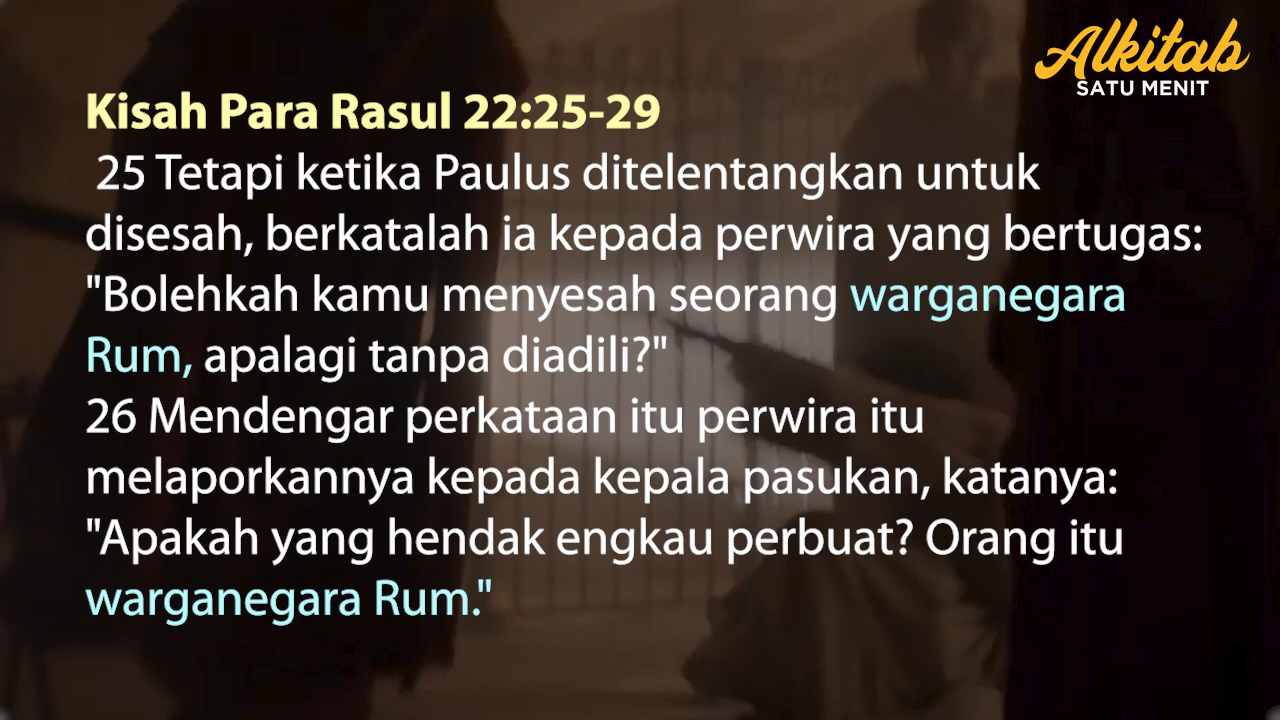 Alkitab
SATU MENIT
Kisah Para Rasul 22:25-29
25 Tetapi ketika Paulus ditelentangkan untuk
disesah, berkatalah ia kepada perwira yang bertugas:
"Bolehkah kamu menyesah seorang warganegara
Rum, apalagi tanpa diadili?"
26 Mendengar perkataan itu perwira itu
melaporkannya kepada kepala pasukan, katanya:
"Apakah yang hendak engkau perbuat? Orang itu
warganegara Rum."